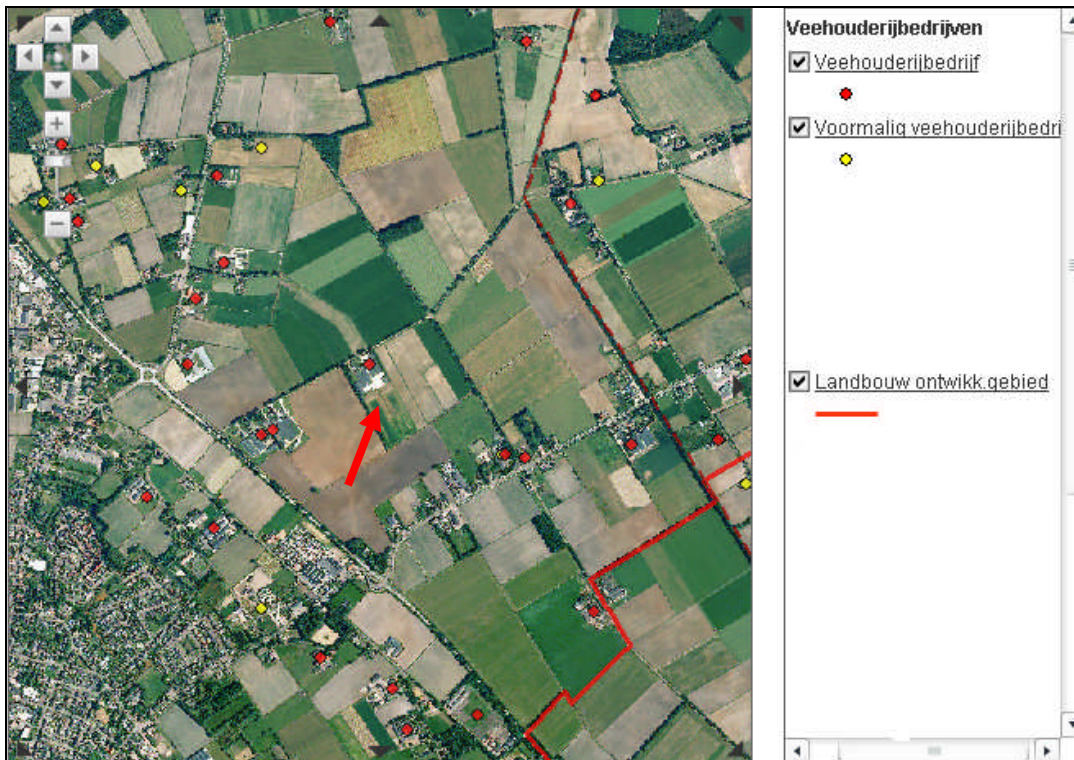 Veehouderijbedrijven
Veehouderijbedrijf
Voormalig veehouderijbedri
Landbouw ontwikk.gebied